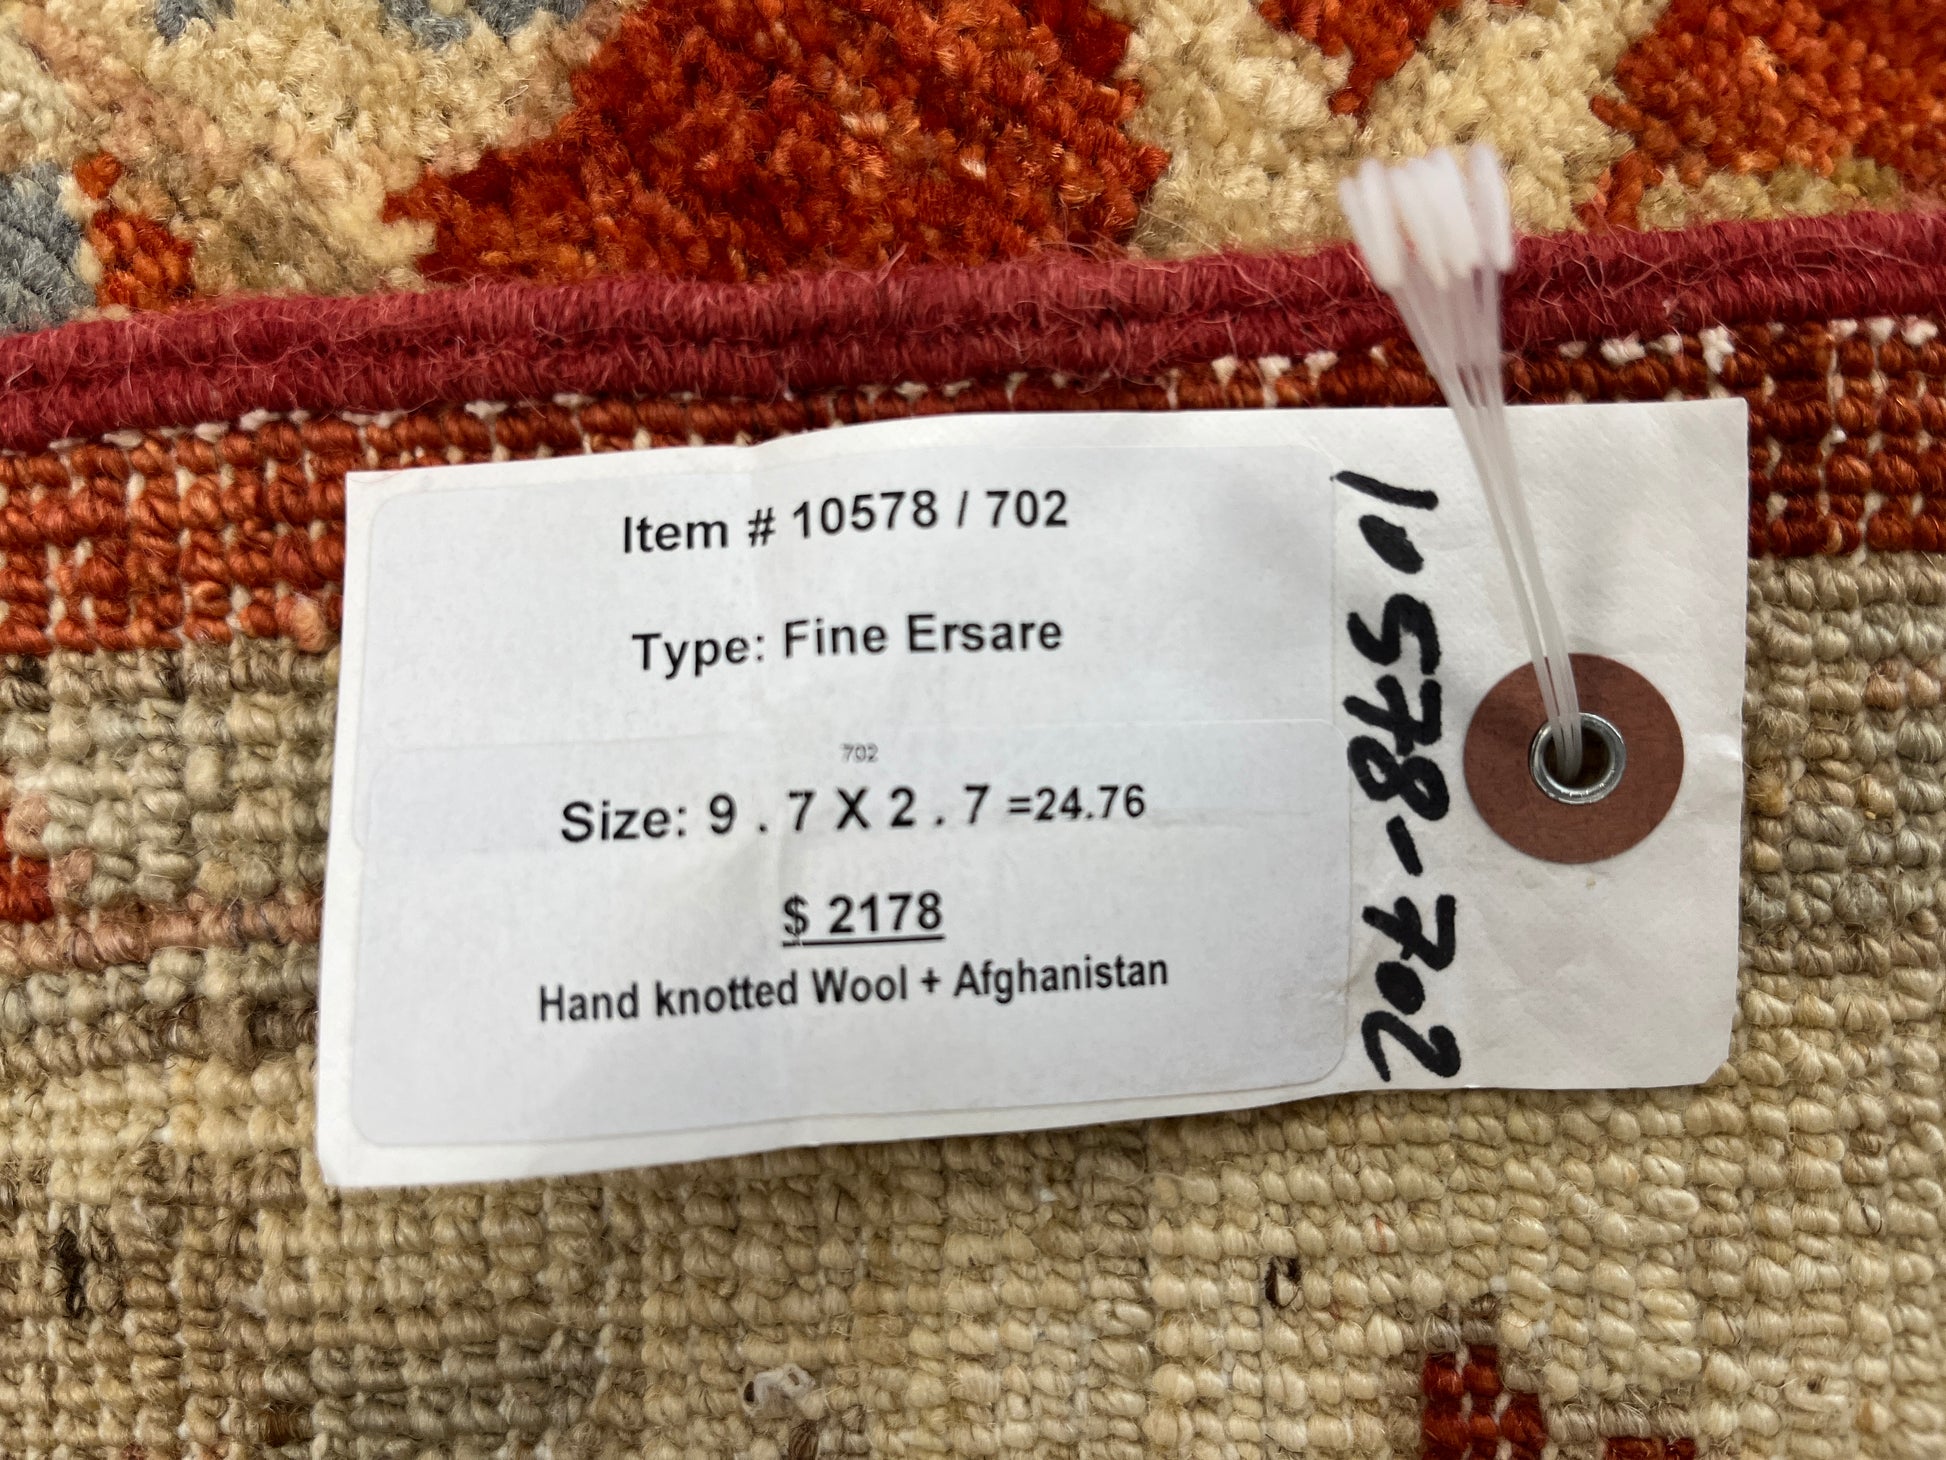 Item # 10578 / 702
Type: Fine Ersare
702
Size: 9 . 7 X 2 . 7 =24.76
$ 2178
Hand knotted Wool + Afghanistan
10578-702